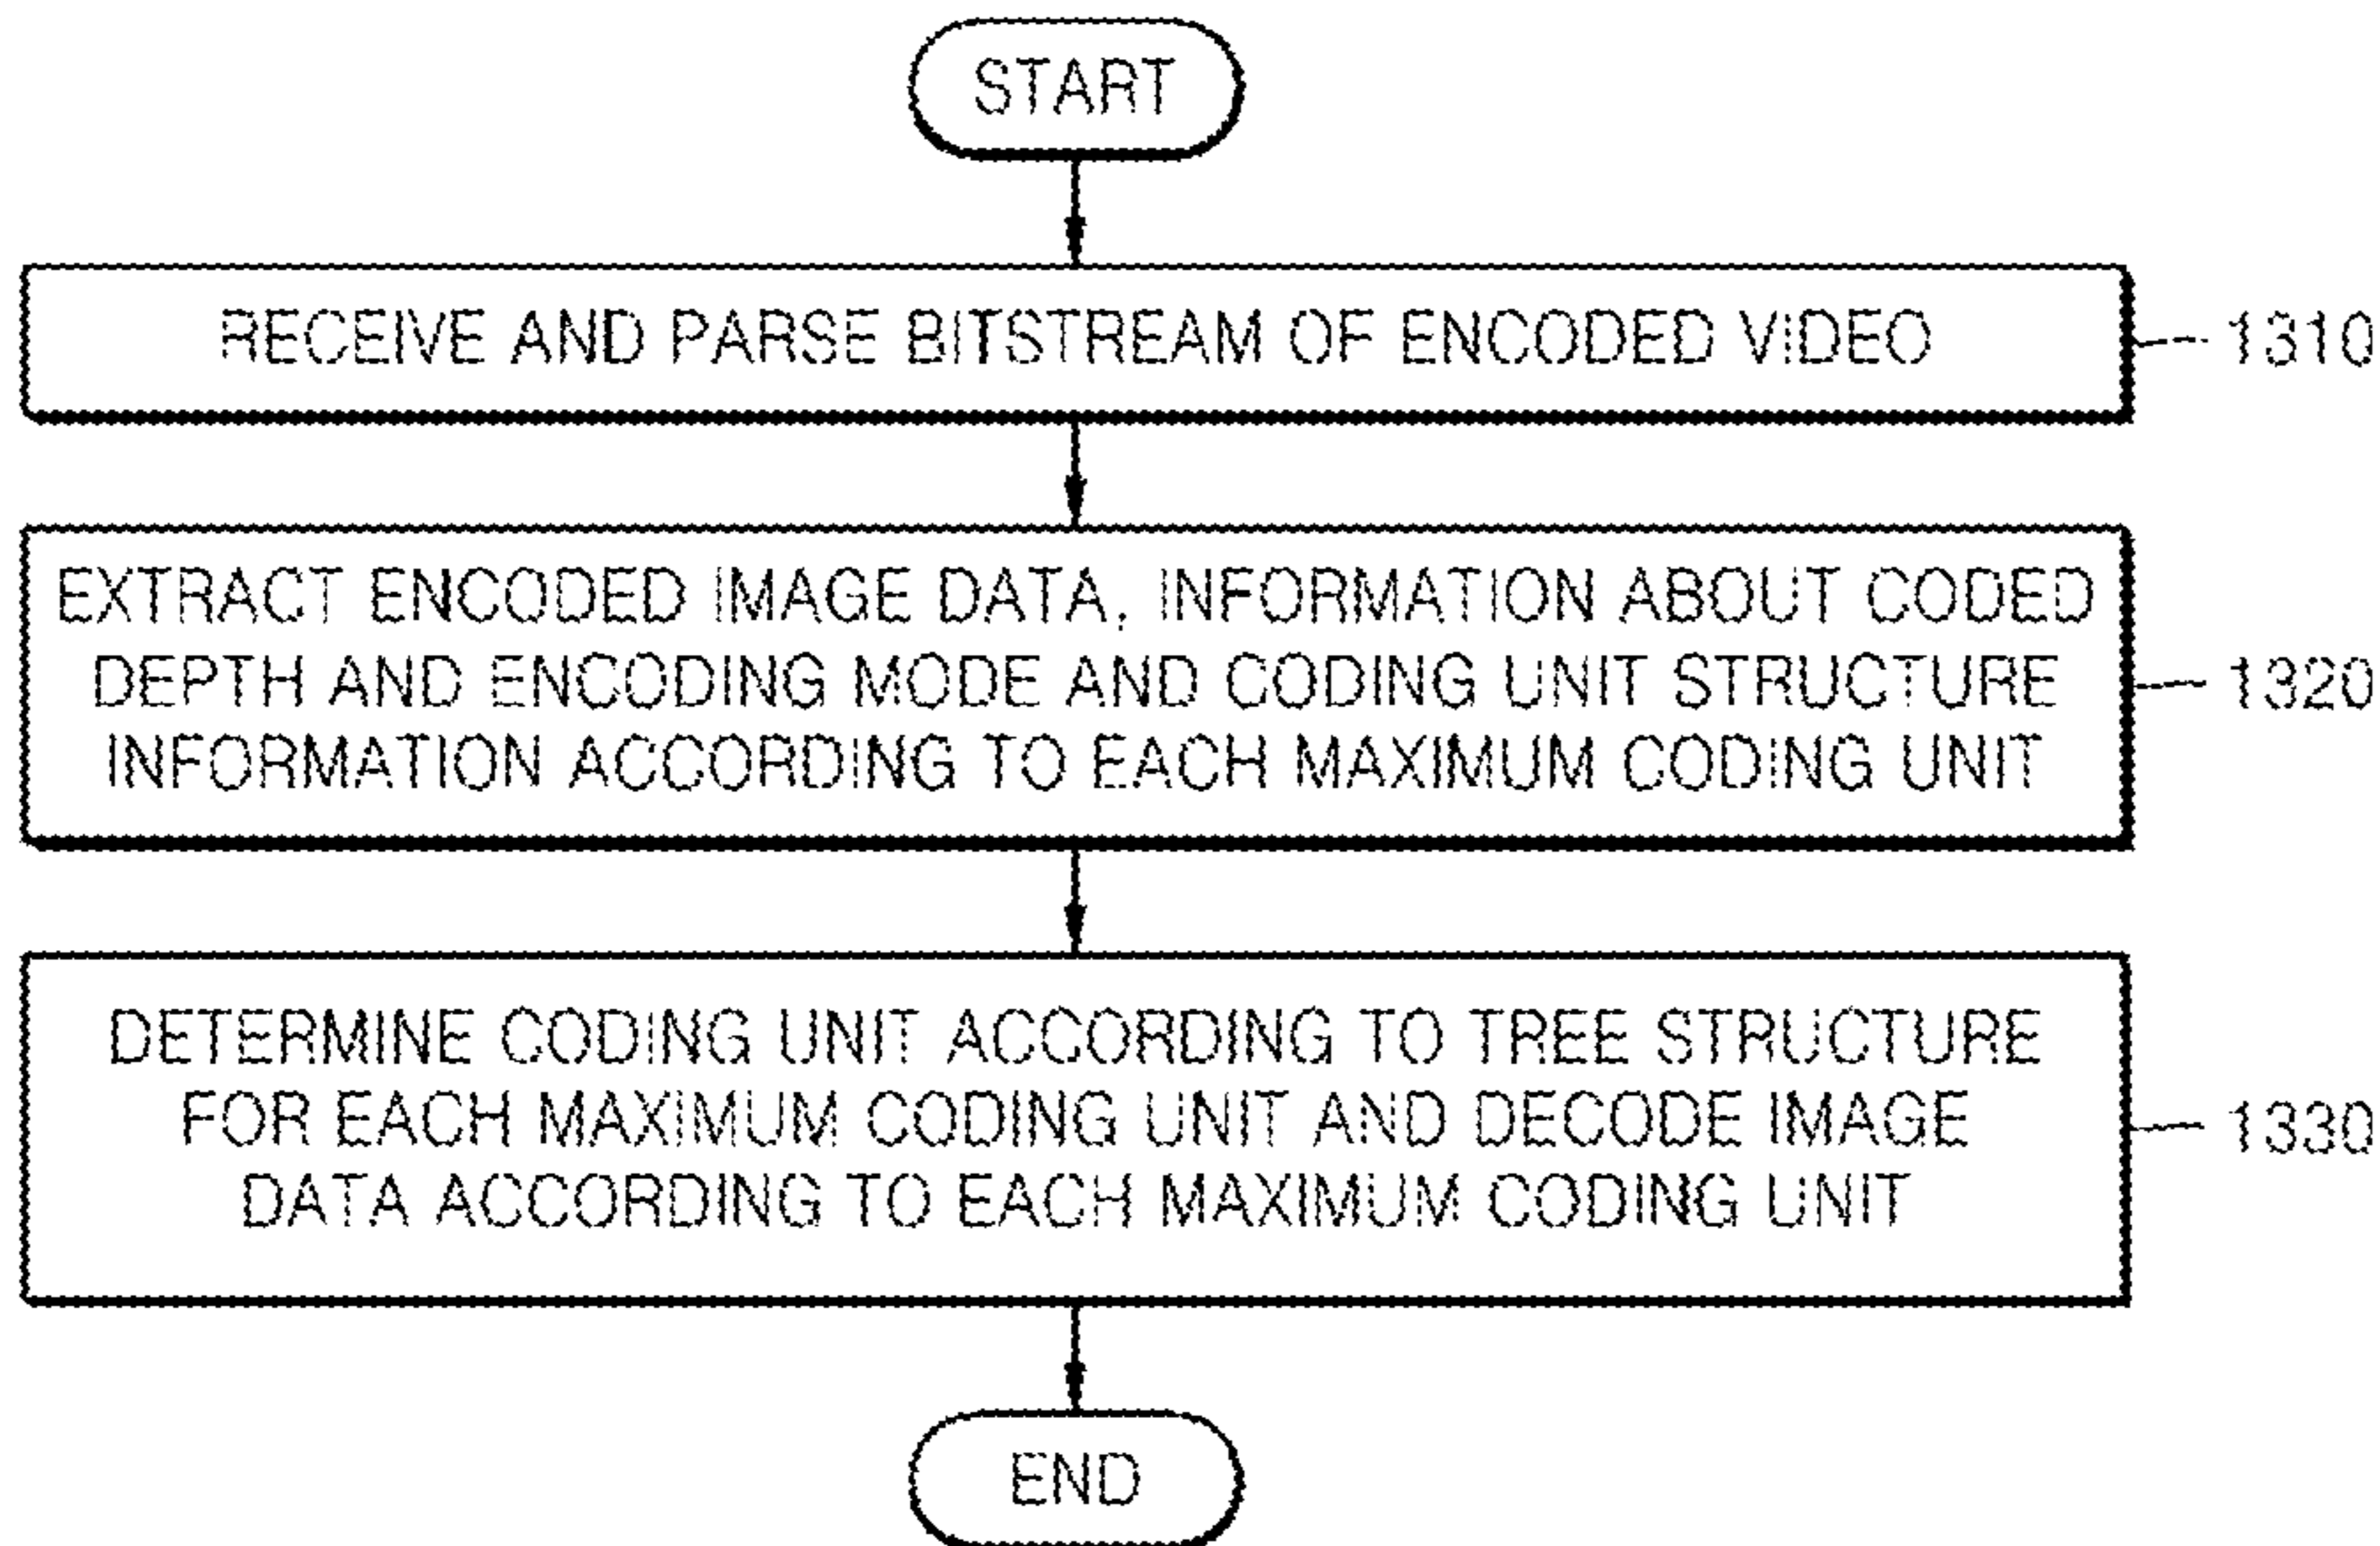 START
RECEIVE AND PARSE BITSTREAM OF ENCODED VIDEO
1310
EXTRACT ENCODED IMAGE DATA, INFORMATION ABOUT CODED
DEPTH AND ENCODING MODE AND CODING UNIT STRUCTURE
INFORMATION ACCORDING TO EACH MAXIMUM CODING UNIT
1320
DETERMINE CODING UNIT ACCORDING TO TREE STRUCTURE
FOR EACH MAXIMUM CODING UNIT AND DECODE IMAGE
DATA ACCORDING TO EACH MAXIMUM CODING UNIT
1330
END